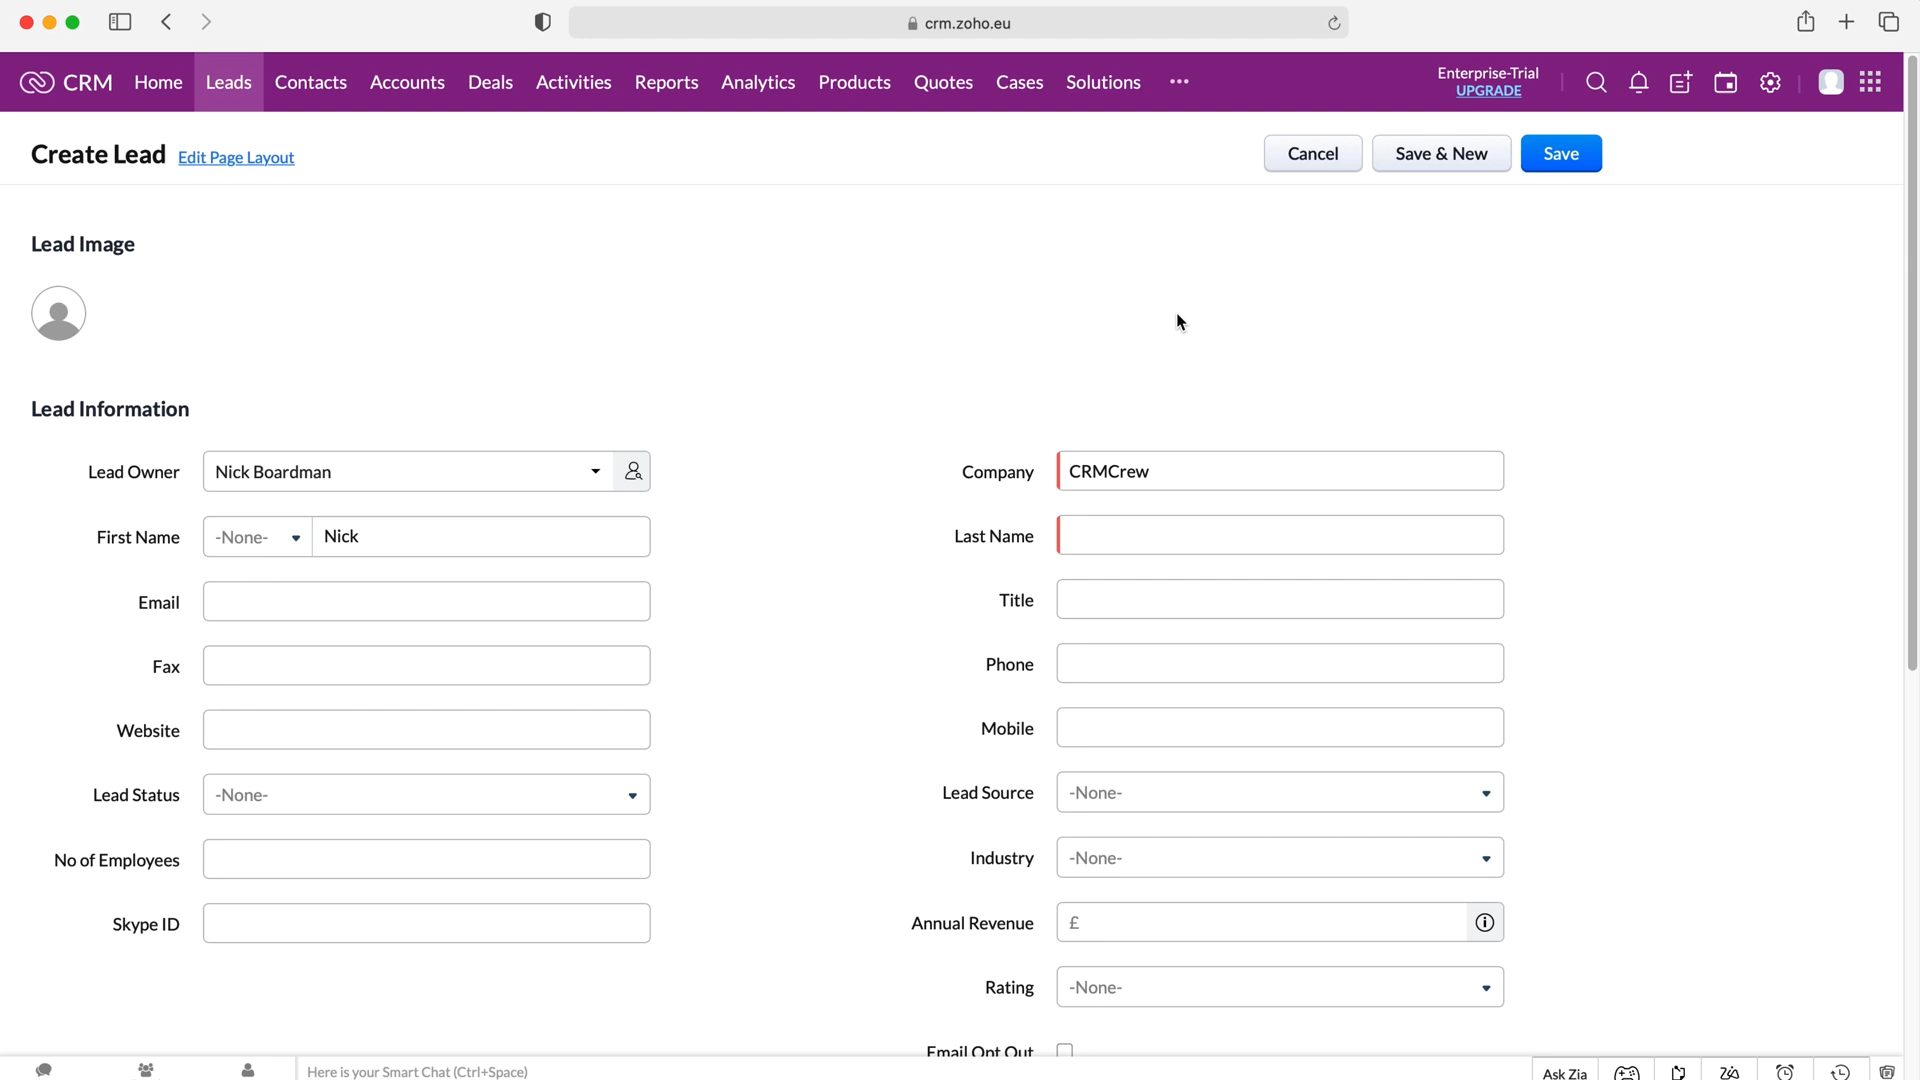 crm.zoho.eu
CRM Home Leads Contacts Accounts Deals Activities Reports Analytics Products Quotes Cases Solutions ••• Enterprise-Trial
UPGRADE
Create Lead Edit Page Layout Cancel Save & New Save
Lead Image
Lead Information
Lead Owner Nick Boardman Company CRMCrew
First Name -None- Nick Last Name
Email Title
Fax Phone
Website Mobile
Lead Status -None- Lead Source -None-
No of Employees Industry -None-
Skype ID Annual Revenue £
Rating -None-
Email Opt Out
Here is your Smart Chat (Ctrl+Space) Ask Zia